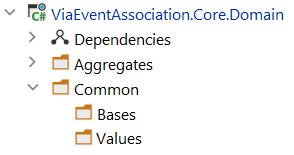 C# ViaEventAssociation.Core.Domain
Dependencies
Aggregates
Common
Bases
Values